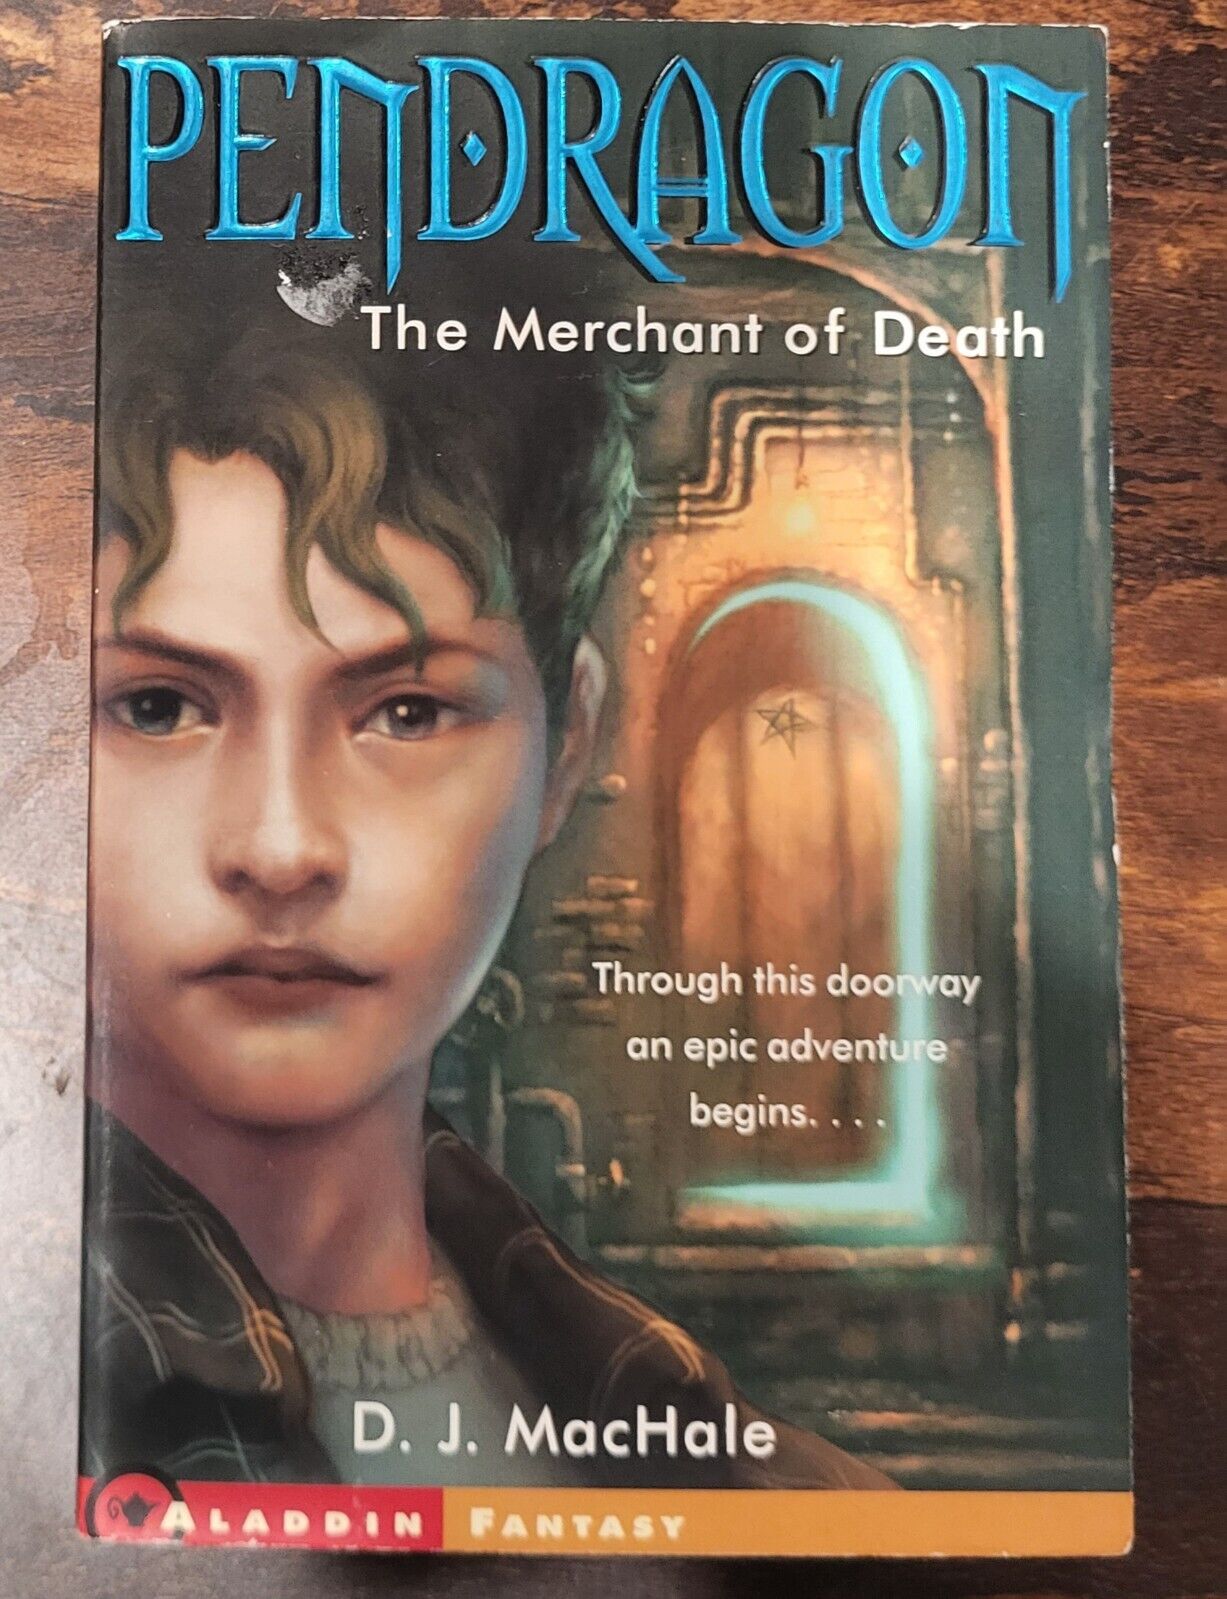 PENDRAGON
The Merchant of Death
Through this doorway
an epic adventure
begins. . . .
D. J. MacHale
ALADDIN FANTASY